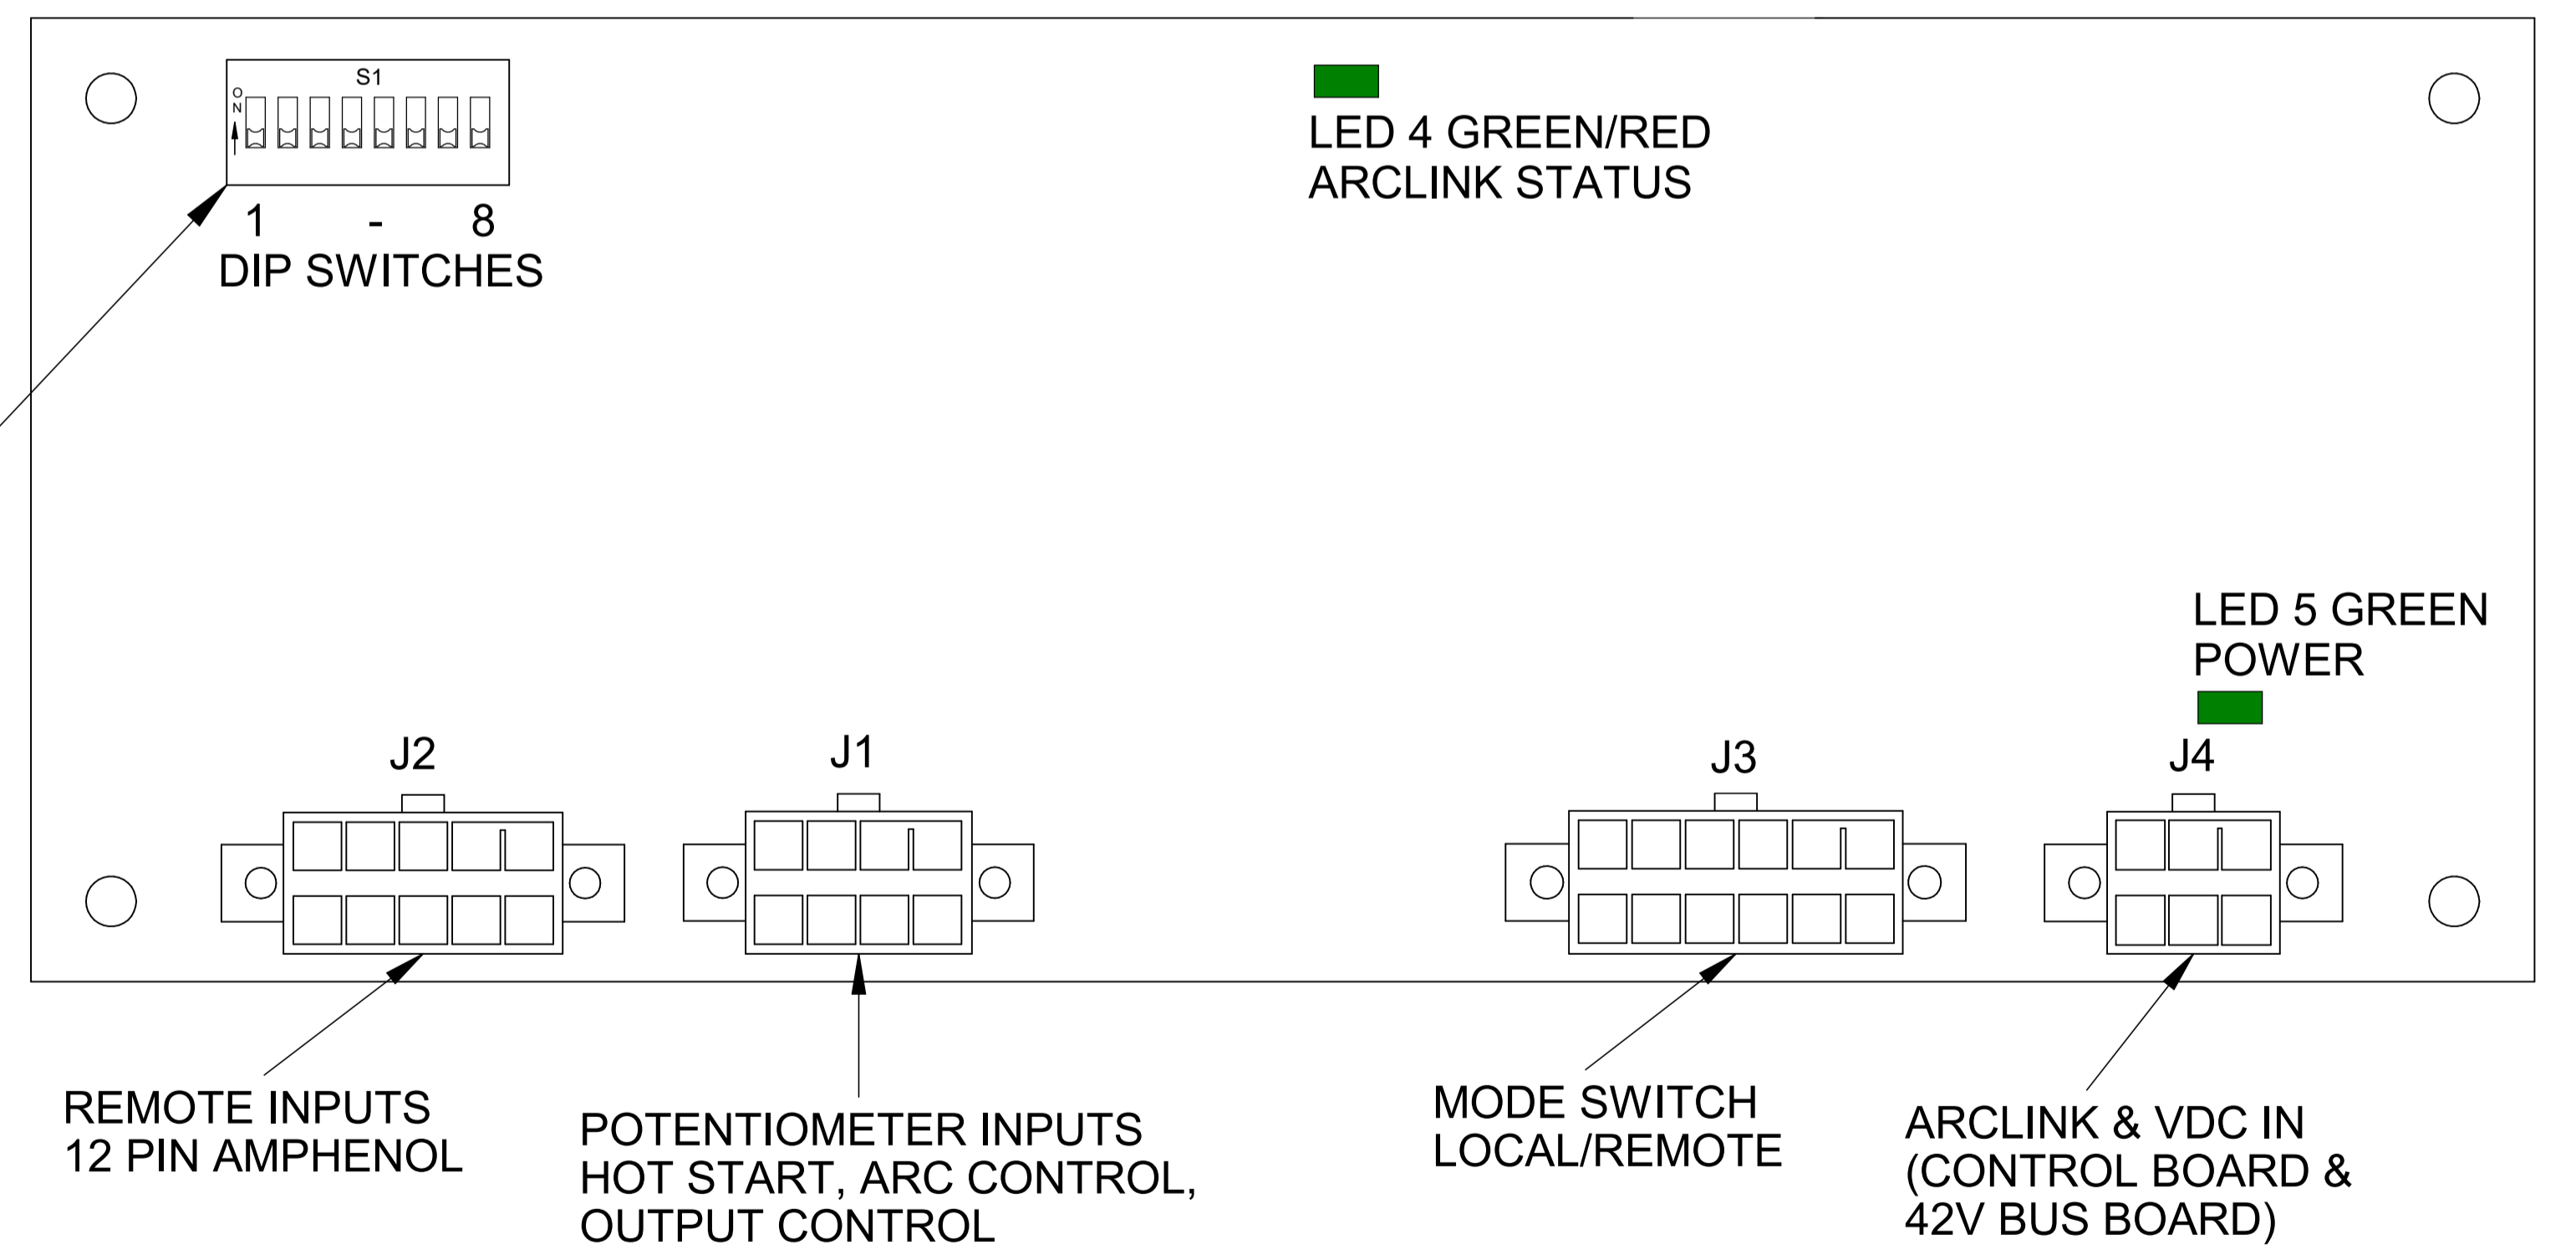 S1
ON
1 - 8
DIP SWITCHES
LED 4 GREEN/RED
ARCLINK STATUS
LED 5 GREEN
POWER
J2
J1
J3
J4
REMOTE INPUTS
12 PIN AMPHENOL
POTENTIOMETER INPUTS
HOT START, ARC CONTROL,
OUTPUT CONTROL
MODE SWITCH
LOCAL/REMOTE
ARCLINK & VDC IN
(CONTROL BOARD &
42V BUS BOARD)